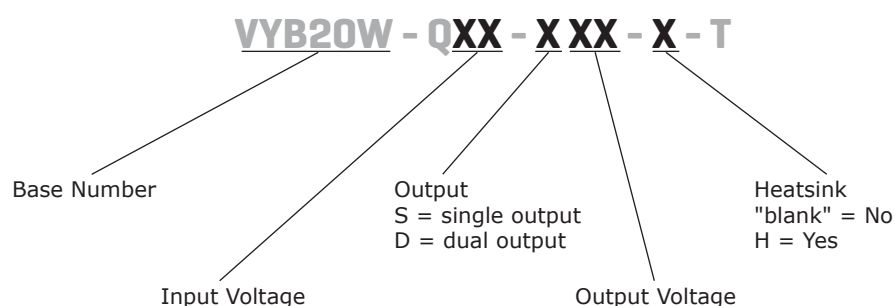 VYB20W - QXX - X XX - X - T
Base Number
Output
S = single output
D = dual output
Heatsink
"blank" = No
H = Yes
Input Voltage
Output Voltage